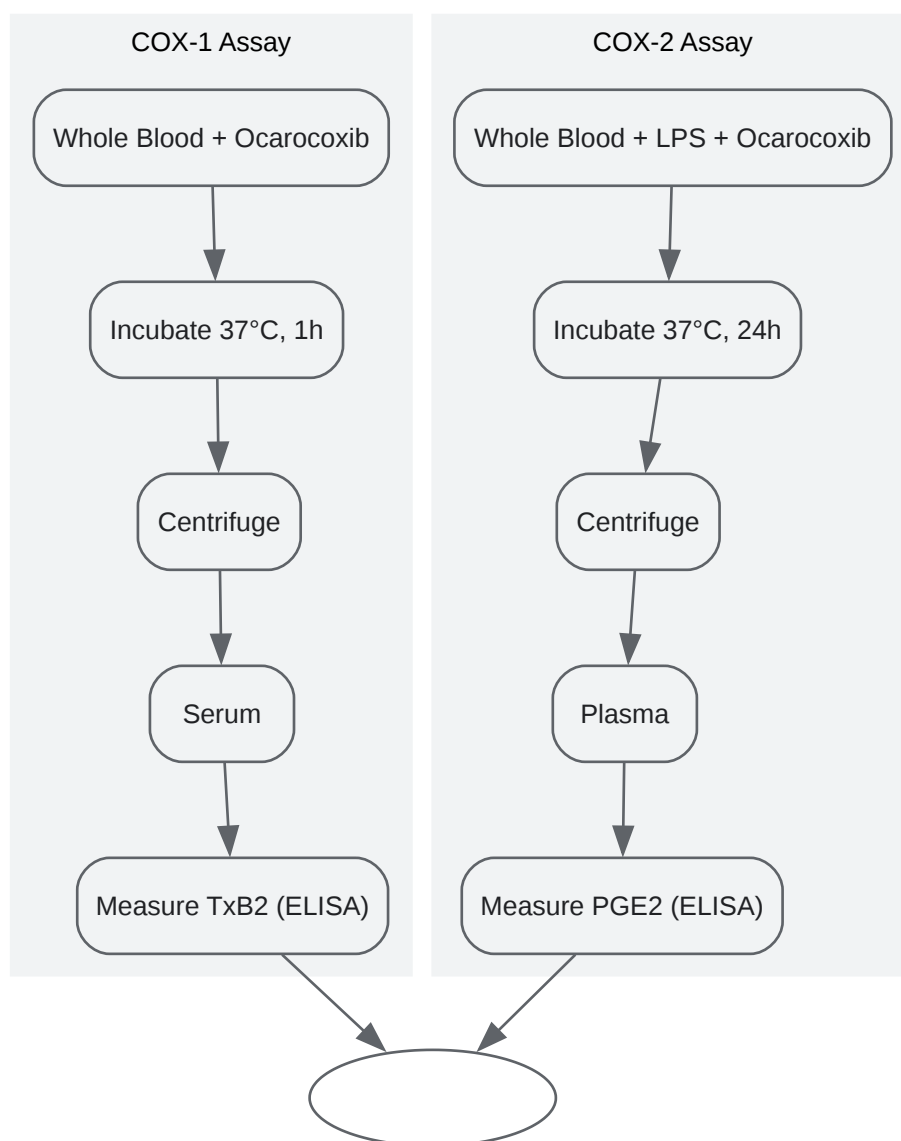 COX-1 Assay
Whole Blood + Ocarocoxib
Incubate 37°C, 1h
Centrifuge
Serum
Measure TxB2 (ELISA)
COX-2 Assay
Whole Blood + LPS + Ocarocoxib
Incubate 37°C, 24h
Centrifuge
Plasma
Measure PGE2 (ELISA)